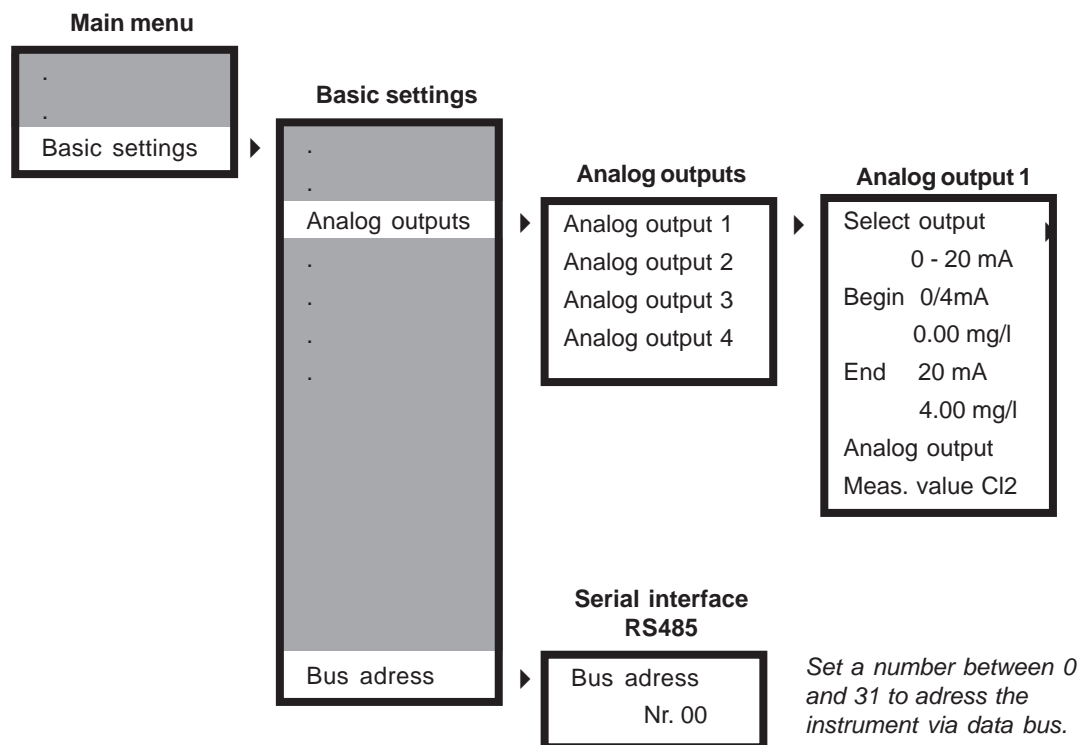 Main menu
.
.
Basic settings
Basic settings
.
.
Analog outputs
.
.
.
.
Bus adress
Analog outputs
Analog output 1
Analog output 2
Analog output 3
Analog output 4
Analog output 1
Select output
0 - 20 mA
Begin 0/4mA
0.00 mg/l
End 20 mA
4.00 mg/l
Analog output
Meas. value Cl2
Serial interface
RS485
Bus adress
Nr. 00
Set a number between 0
and 31 to adress the
instrument via data bus.